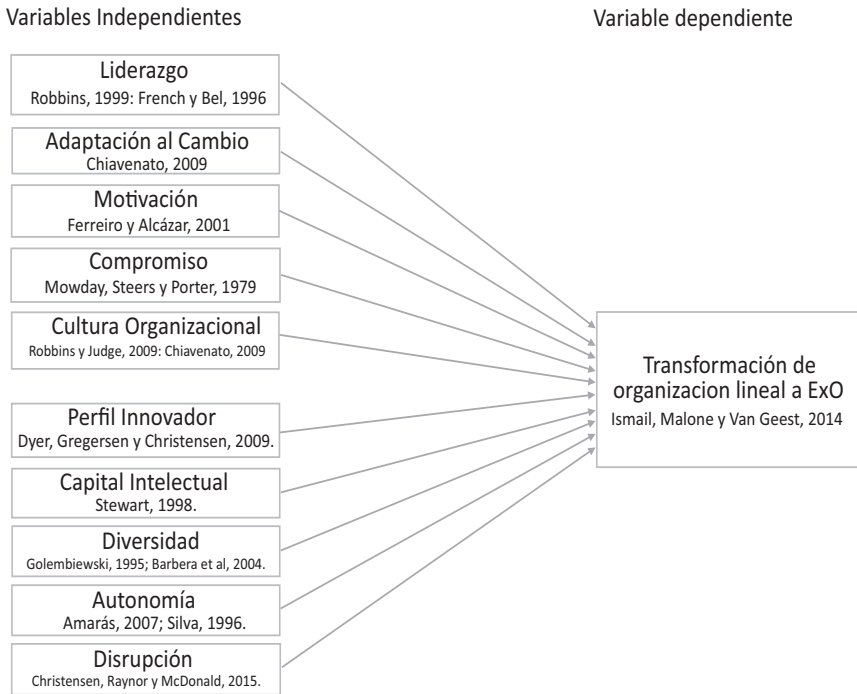 Variables Independientes
Variable dependiente
Liderazgo
Robbins, 1999: French y Bel, 1996
Adaptación al Cambio
Chiavenato, 2009
Motivación
Ferreiro y Alcázar, 2001
Compromiso
Mowday, Steers y Porter, 1979
Cultura Organizacional
Robbins y Judge, 2009: Chiavenato, 2009
Perfil Innovador
Dyer, Gregersen y Christensen, 2009.
Capital Intelectual
Stewart, 1998.
Diversidad
Golembiewski, 1995; Barbera et al, 2004.
Autonomía
Amarás, 2007; Silva, 1996.
Disrupción
Christensen, Raynor y McDonald, 2015.
Transformación de
organizacion lineal a ExO
Ismail, Malone y Van Geest, 2014